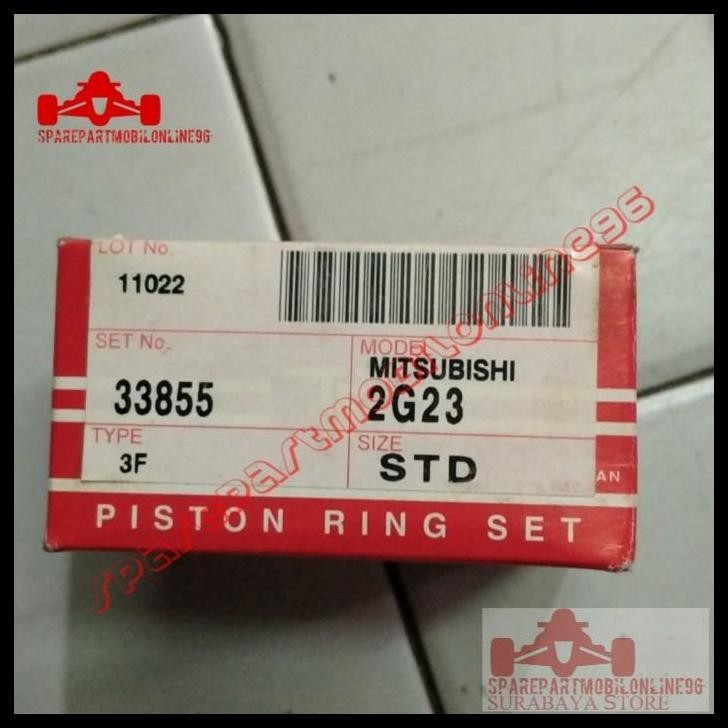 SPAREPARTMOBILONLINE96
LOT No.
11022
SET No.
33855
MODEL
MITSUBISHI
2G23
TYPE
3F
SIZE
STD
AN
PISTON RING SET
sparepartmobilonline96
SPAREPARTMOBILONLINE96
SURABAYA STORE